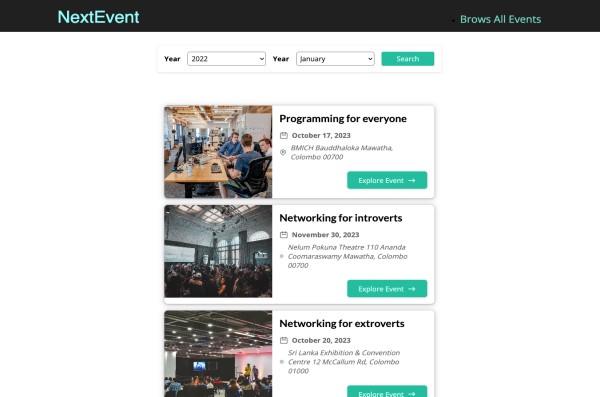 NextEvent
Brows All Events
Year 2022 Year January Search
Programming for everyone
October 17, 2023
BMICH Bauddhaloka Mawatha,
Colombo 00700
Explore Event →
Networking for introverts
November 30, 2023
Nelum Pokuna Theatre 110 Ananda
Coomaraswamy Mawatha, Colombo
00700
Explore Event →
Networking for extroverts
October 20, 2023
Sri Lanka Exhibition & Convention
Centre 12 McCallum Rd, Colombo
01000
Explore Event →